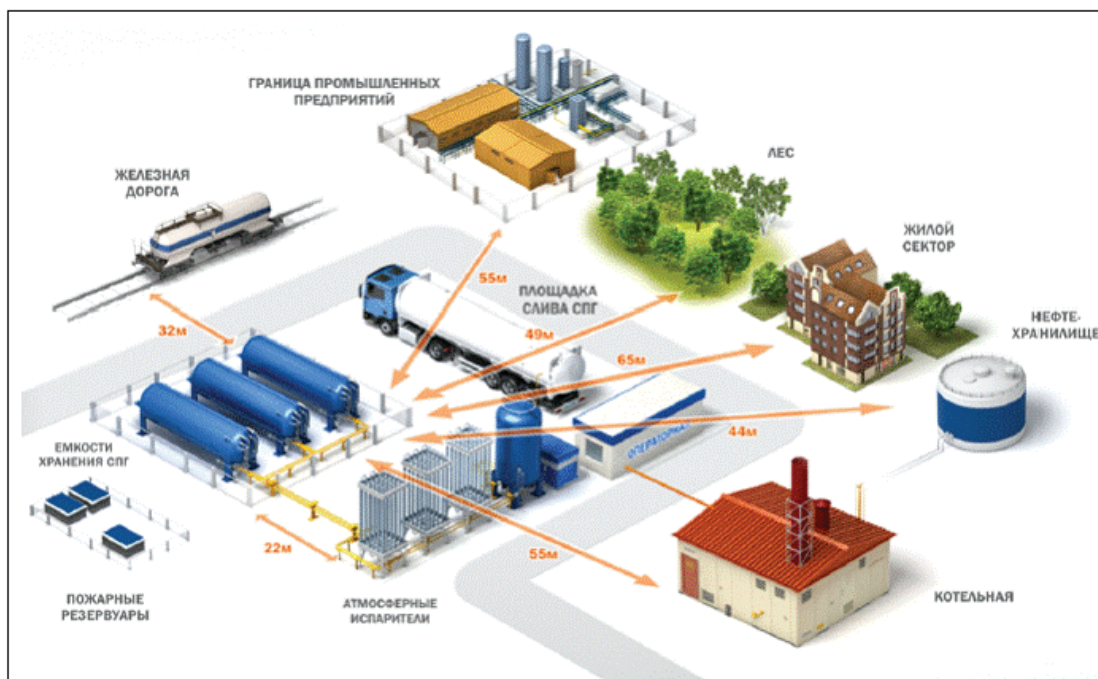 ГРАНИЦА ПРОМЫШЛЕННЫХ
ПРЕДПРИЯТИЙ
ЛЕС
ЖЕЛЕЗНАЯ
ДОРОГА
ЖИЛОЙ
СЕКТОР
55м
ПЛОЩАДКА
СЛИВА СПГ
НЕФТЕ-
ХРАНИЛИЩЕ
32м
49м
65м
44м
ОПЕРАТОРНАЯ
ЕМКОСТИ
ХРАНЕНИЯ СПГ
22м
55м
ПОЖАРНЫЕ
РЕЗЕРВУАРЫ
АТМОСФЕРНЫЕ
ИСПАРИТЕЛИ
КОТЕЛЬНАЯ